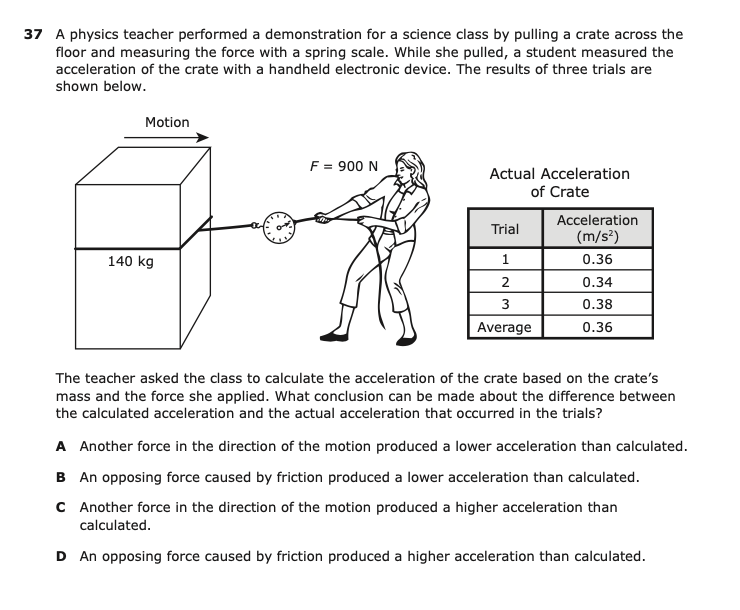 37 A physics teacher performed a demonstration for a science class by pulling a crate across the
floor and measuring the force with a spring scale. While she pulled, a student measured the
acceleration of the crate with a handheld electronic device. The results of three trials are
shown below.
Motion
F = 900 N
140 kg
Actual Acceleration
of Crate
Trial Acceleration (m/s²)
1 0.36
2 0.34
3 0.38
Average 0.36
The teacher asked the class to calculate the acceleration of the crate based on the crate's
mass and the force she applied. What conclusion can be made about the difference between
the calculated acceleration and the actual acceleration that occurred in the trials?
A Another force in the direction of the motion produced a lower acceleration than calculated.
B An opposing force caused by friction produced a lower acceleration than calculated.
C Another force in the direction of the motion produced a higher acceleration than
calculated.
D An opposing force caused by friction produced a higher acceleration than calculated.